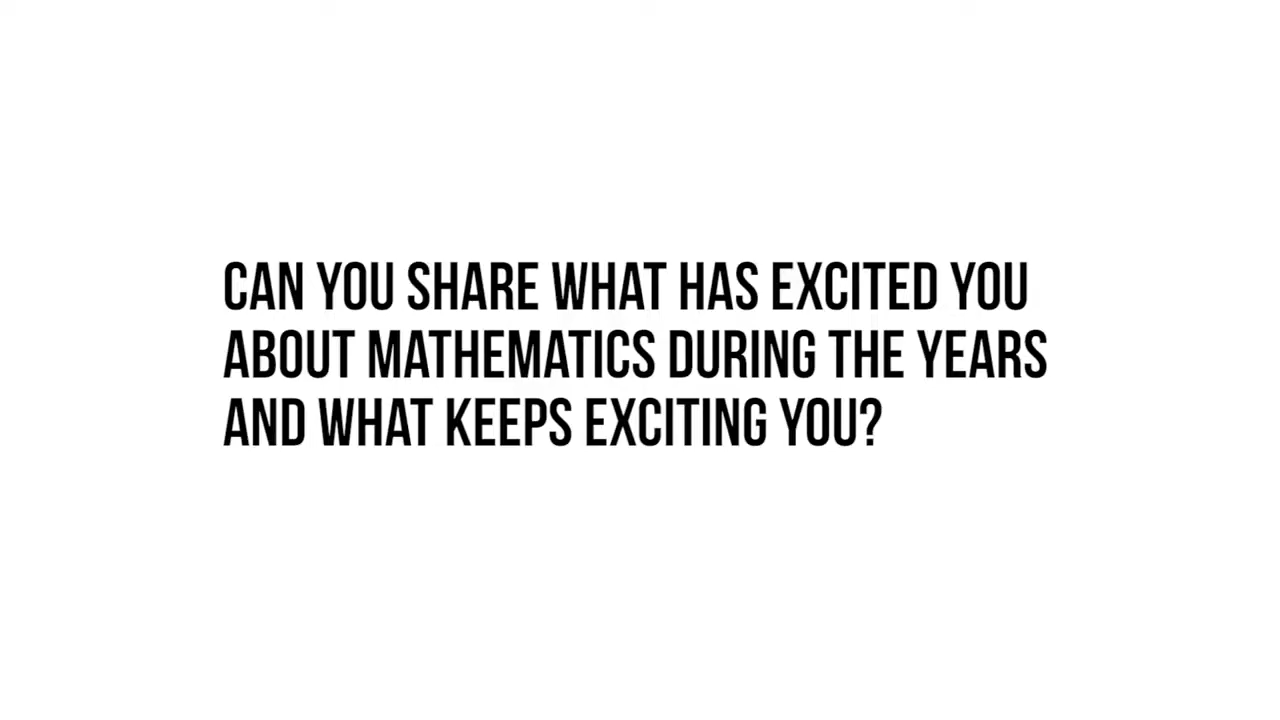 CAN YOU SHARE WHAT HAS EXCITED YOU
ABOUT MATHEMATICS DURING THE YEARS
AND WHAT KEEPS EXCITING YOU?